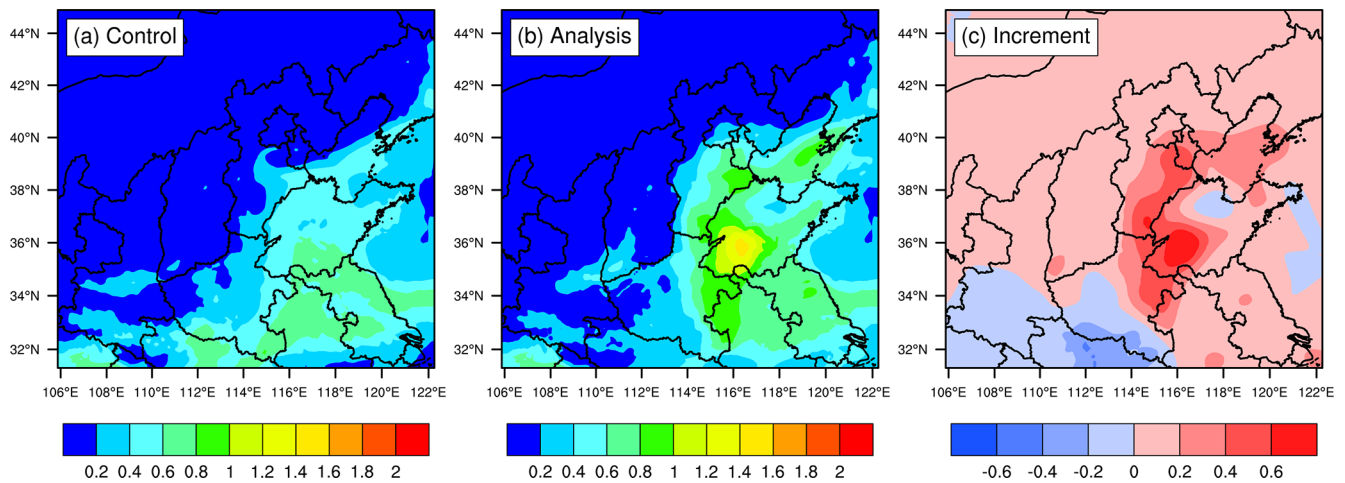 (a) Control
44°N
42°N
40°N
38°N
36°N
34°N
32°N
106°E 108°E 110°E 112°E 114°E 116°E 118°E 120°E 122°E
0.2 0.4 0.6 0.8 1 1.2 1.4 1.6 1.8 2
(b) Analysis
44°N
42°N
40°N
38°N
36°N
34°N
32°N
106°E 108°E 110°E 112°E 114°E 116°E 118°E 120°E 122°E
0.2 0.4 0.6 0.8 1 1.2 1.4 1.6 1.8 2
(c) Increment
44°N
42°N
40°N
38°N
36°N
34°N
32°N
106°E 108°E 110°E 112°E 114°E 116°E 118°E 120°E 122°E
-0.6 -0.4 -0.2 0 0.2 0.4 0.6